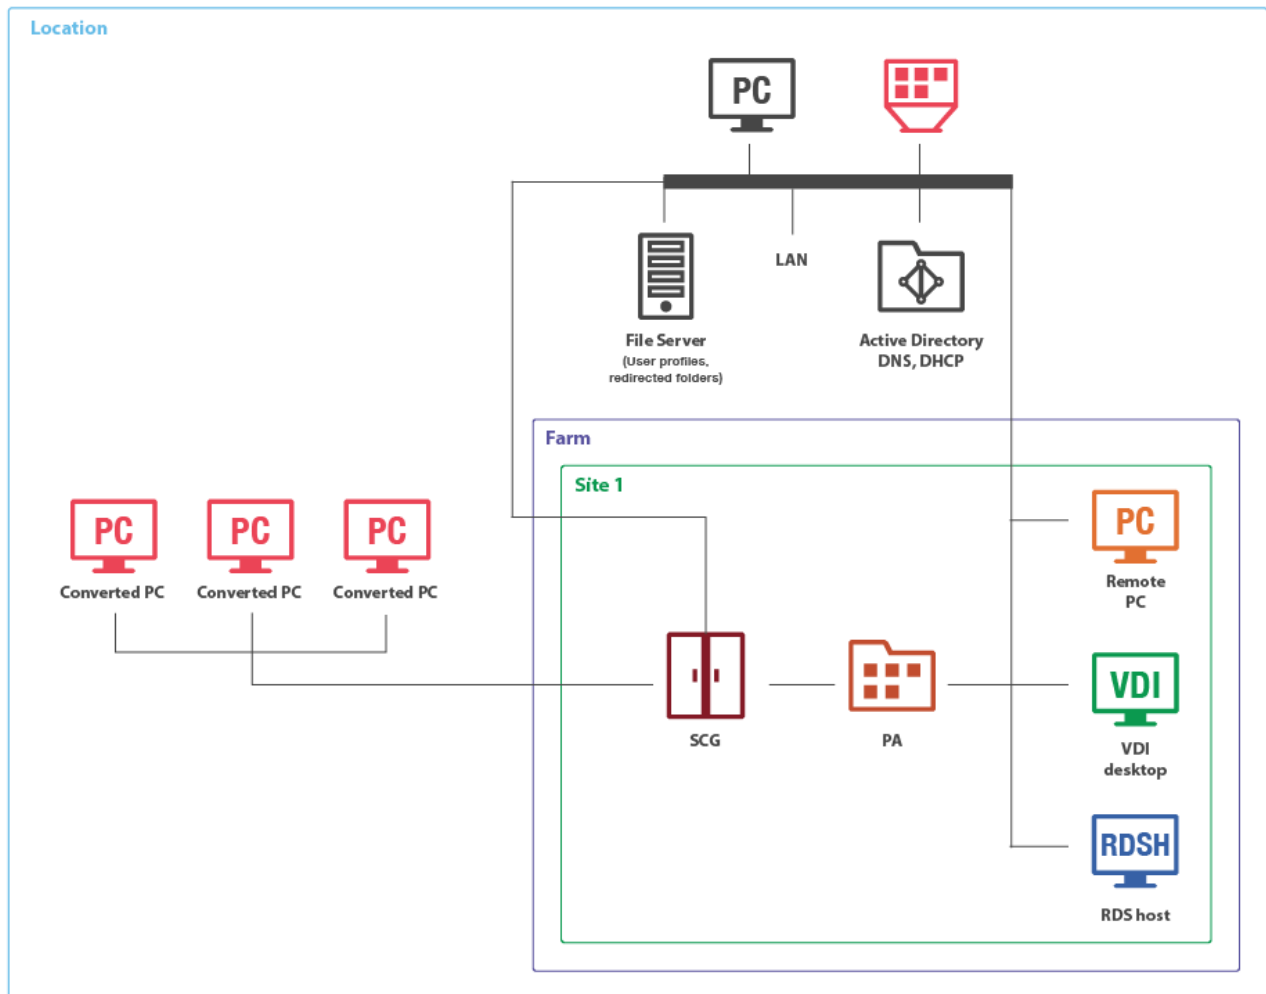 Location
PC
LAN
File Server
(User profiles,
redirected folders)
Active Directory
DNS, DHCP
Farm
Site 1
PC
Converted PC
PC
Converted PC
PC
Converted PC
SCG
PA
PC
Remote
PC
VDI
VDI
desktop
RDSH
RDS host